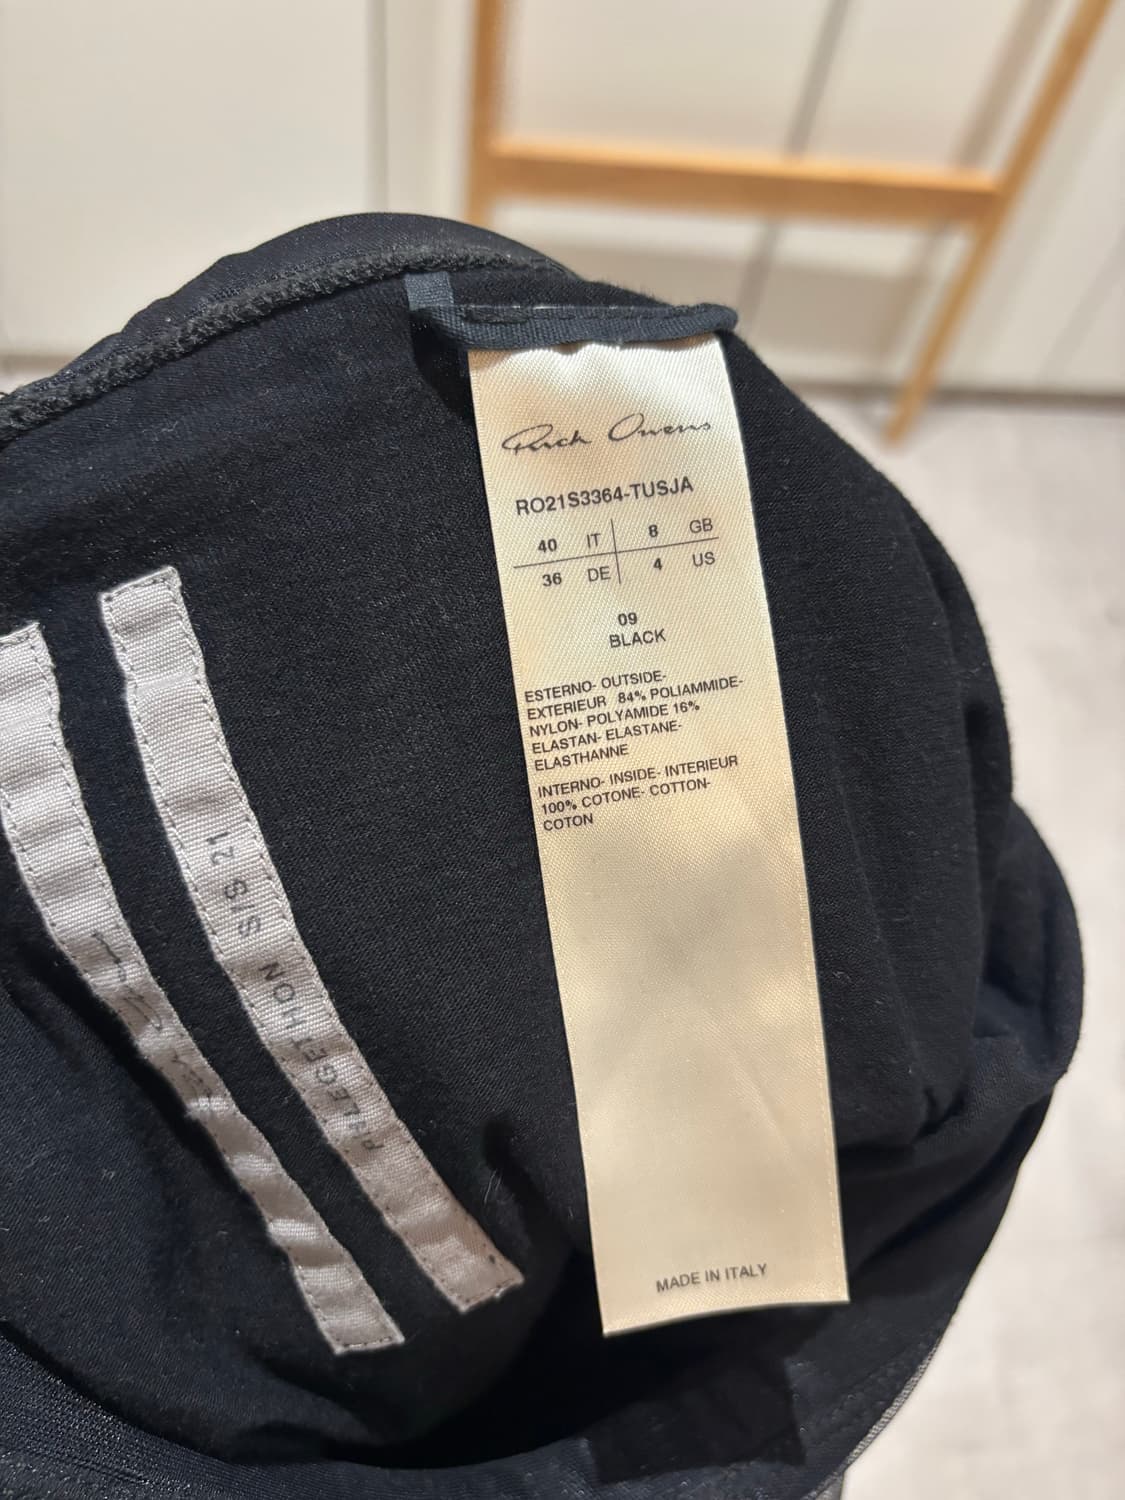 Rick Owens
RO21S3364-TUSJA
40 IT 8 GB
36 DE 4 US
09
BLACK
ESTERNO- OUTSIDE-
EXTERIEUR 84% POLIAMMIDE-
NYLON- POLYAMIDE 16%
ELASTAN- ELASTANE-
ELASTHANNE
INTERNO- INSIDE- INTERIEUR
100% COTONE- COTTON-
COTON
MADE IN ITALY
PHLEGETHON S|S 21